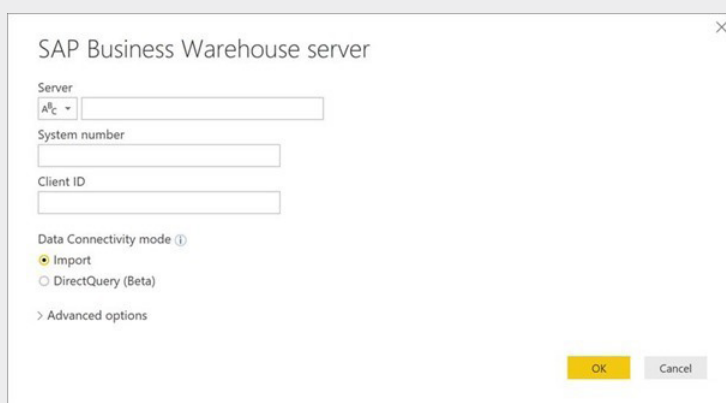 SAP Business Warehouse server
Server
ABC
System number
Client ID
Data Connectivity mode
Import
DirectQuery (Beta)
Advanced options
OK Cancel